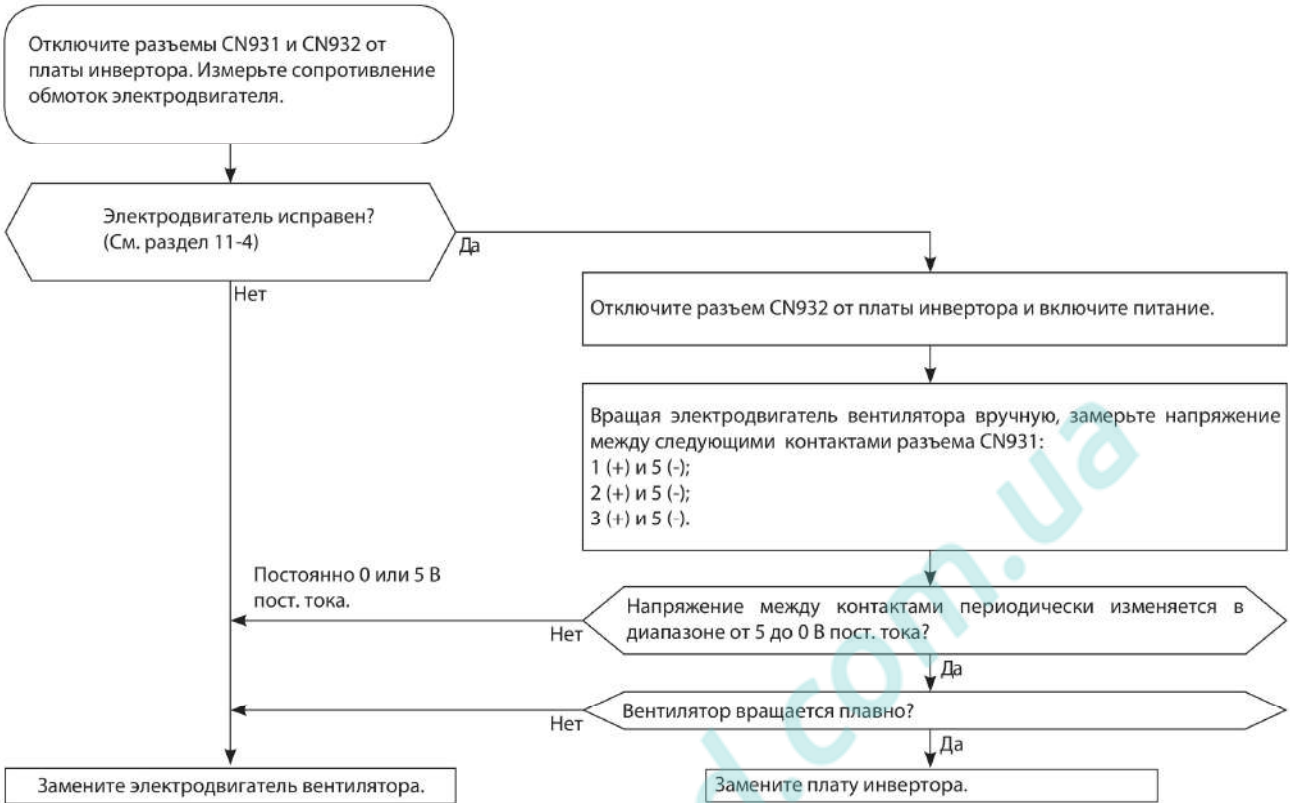 Отключите разъемы CN931 и CN932 от
платы инвертора. Измерьте сопротивление
обмоток электродвигателя.
Электродвигатель исправен?
(См. раздел 11-4)
Да
Нет
Отключите разъем CN932 от платы инвертора и включите питание.
Вращая электродвигатель вентилятора вручную, замерьте напряжение
между следующими контактами разъема CN931:
1 (+) и 5 (-);
2 (+) и 5 (-);
3 (+) и 5 (-).
Постоянно 0 или 5 В
пост. тока.
Напряжение между контактами периодически изменяется в
диапазоне от 5 до 0 В пост. тока?
Нет
Да
Вентилятор вращается плавно?
Нет
Да
Замените электродвигатель вентилятора.
Замените плату инвертора.
d.com.ua